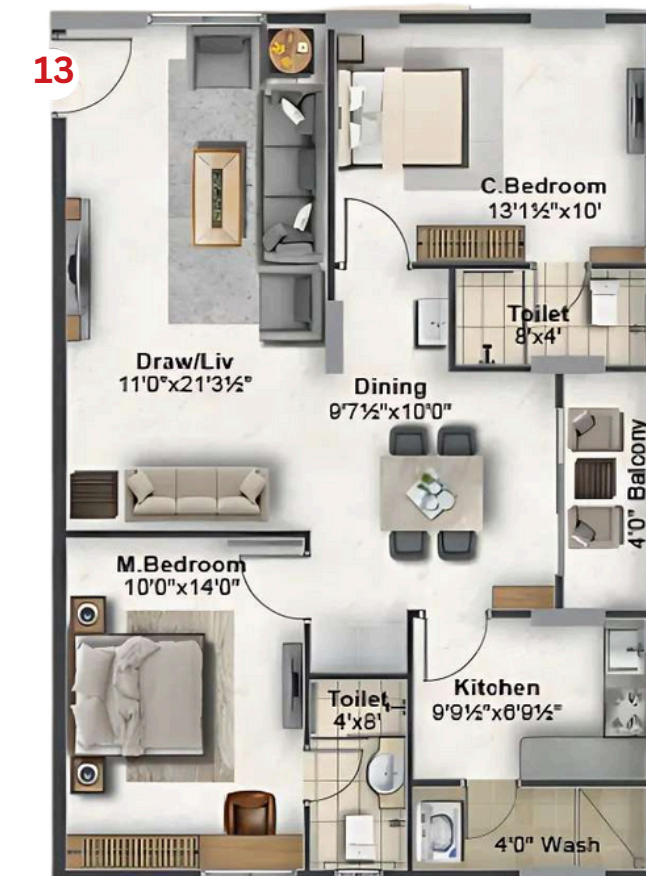 13
C.Bedroom
13'1½"x10'
Toilet
8'x4'
Draw/Liv
11'0"x21'3½"
Dining
9'7½"x10'0"
4'0" Balcony
M.Bedroom
10'0"x14'0"
Toilet
4'x8'
Kitchen
9'9½"x6'9½"
4'0" Wash